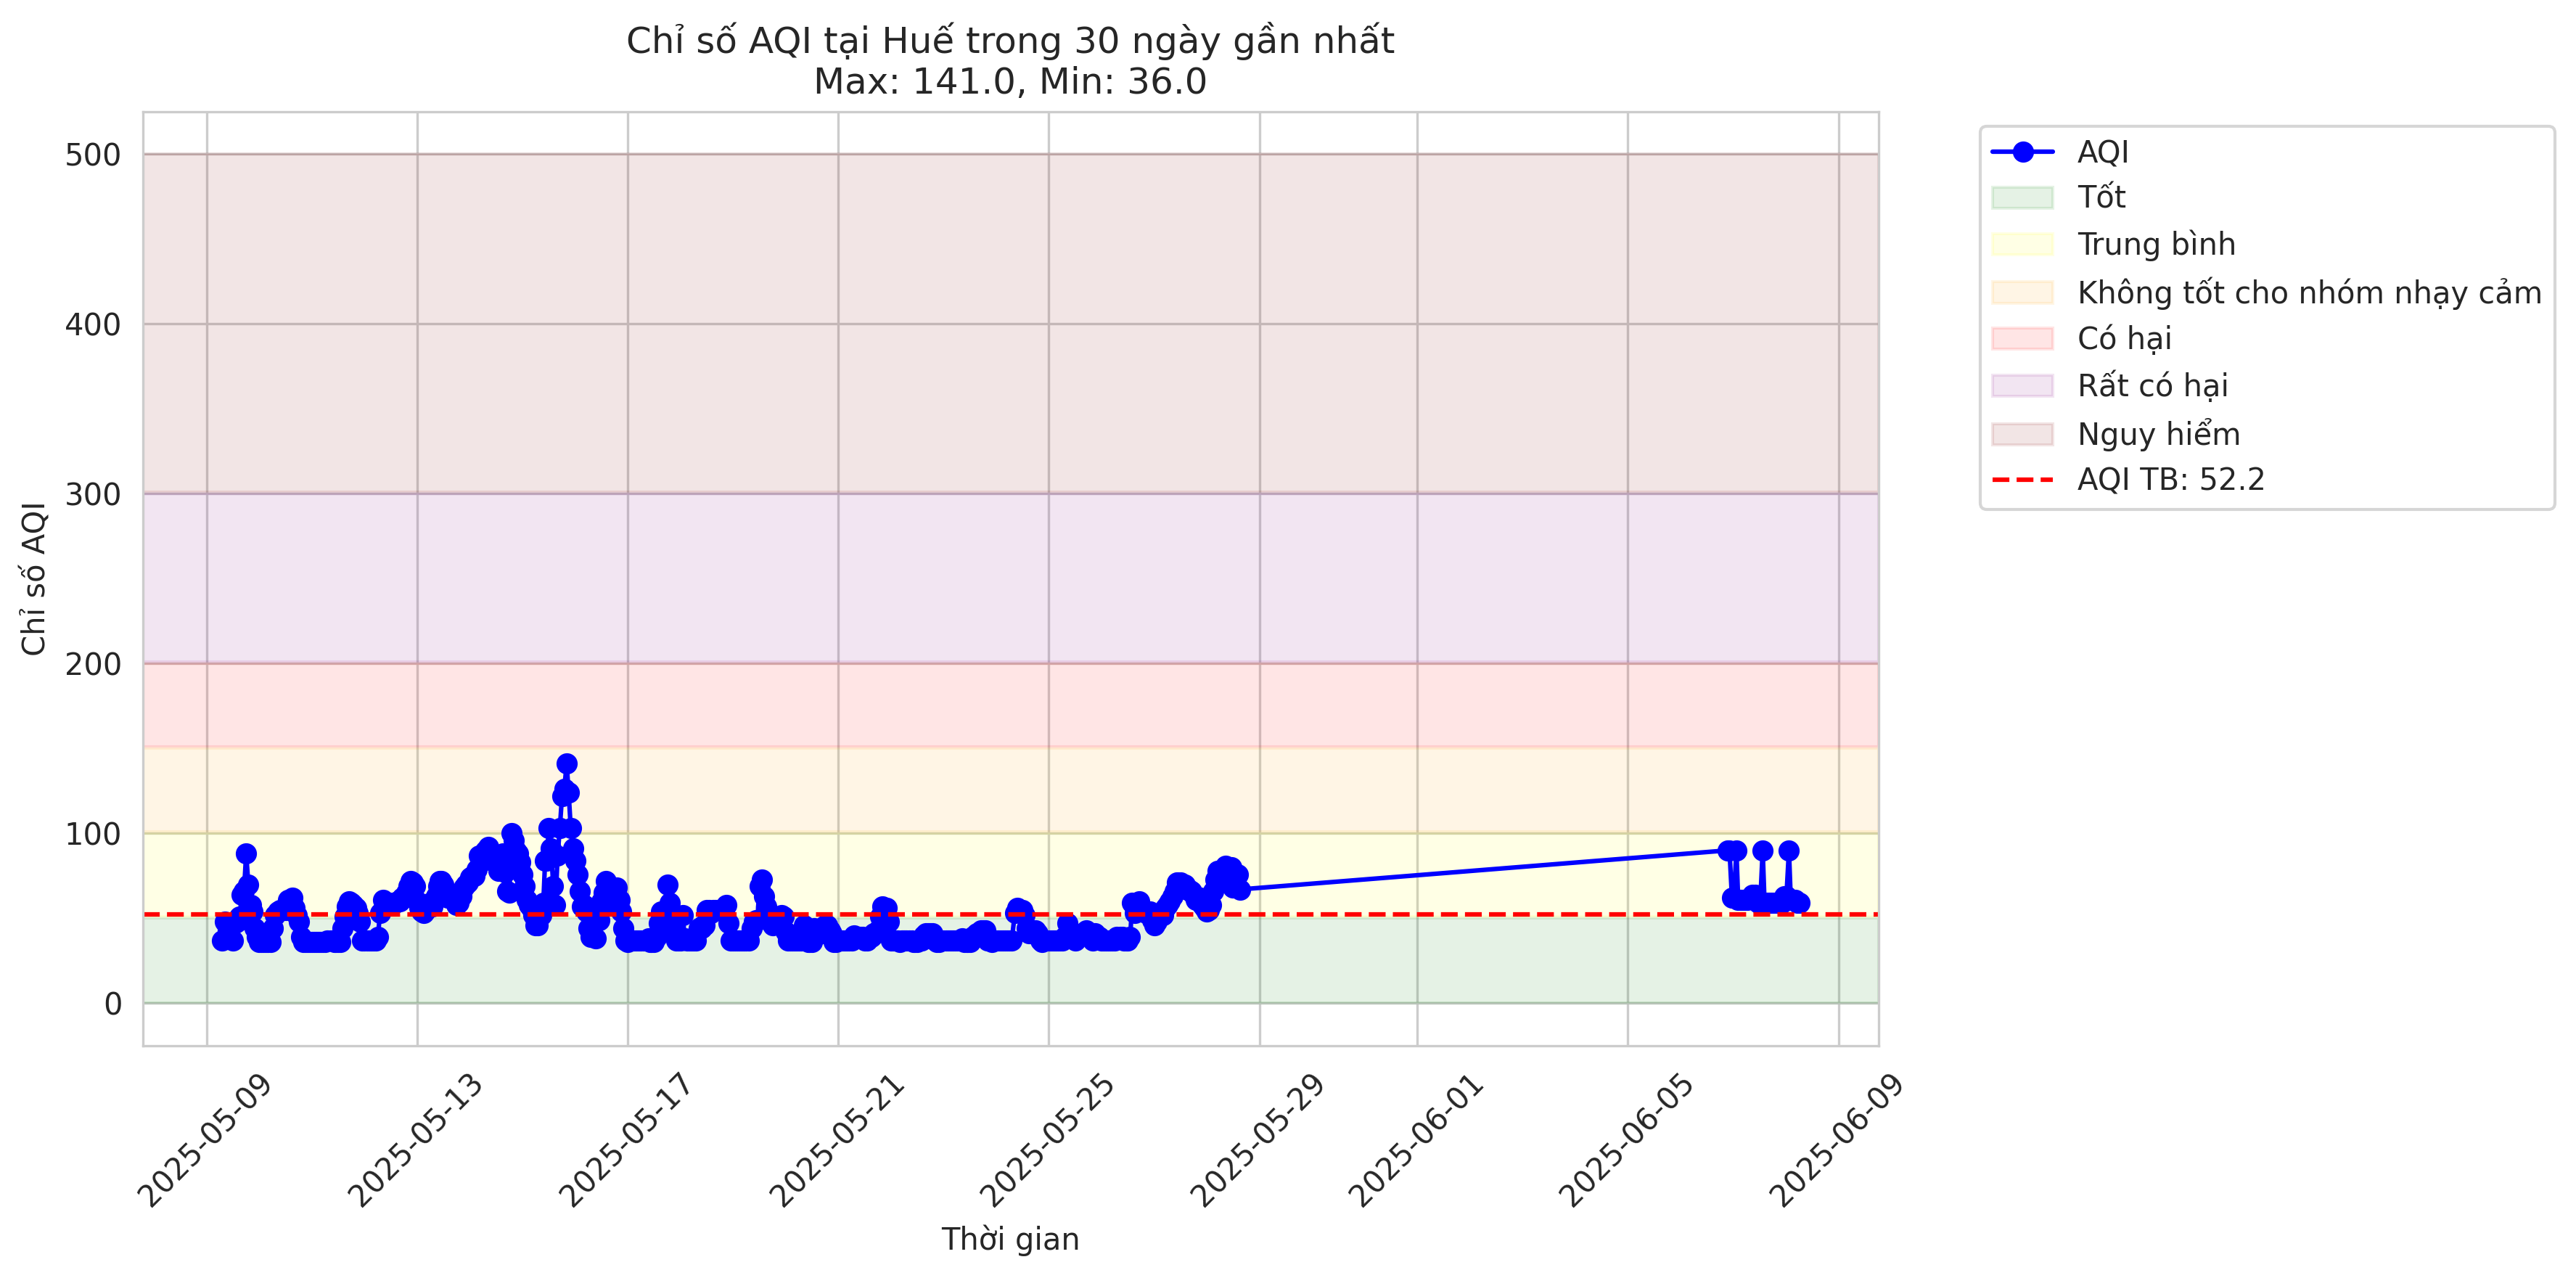 Chỉ số AQI tại Huế trong 30 ngày gần nhất
Max: 141.0, Min: 36.0
Chỉ số AQI
500
400
300
200
100
0
2025-05-09
2025-05-13
2025-05-17
2025-05-21
2025-05-25
2025-05-29
2025-06-01
2025-06-05
2025-06-09
Thời gian
AQI
Tốt
Trung bình
Không tốt cho nhóm nhạy cảm
Có hại
Rất có hại
Nguy hiểm
AQI TB: 52.2